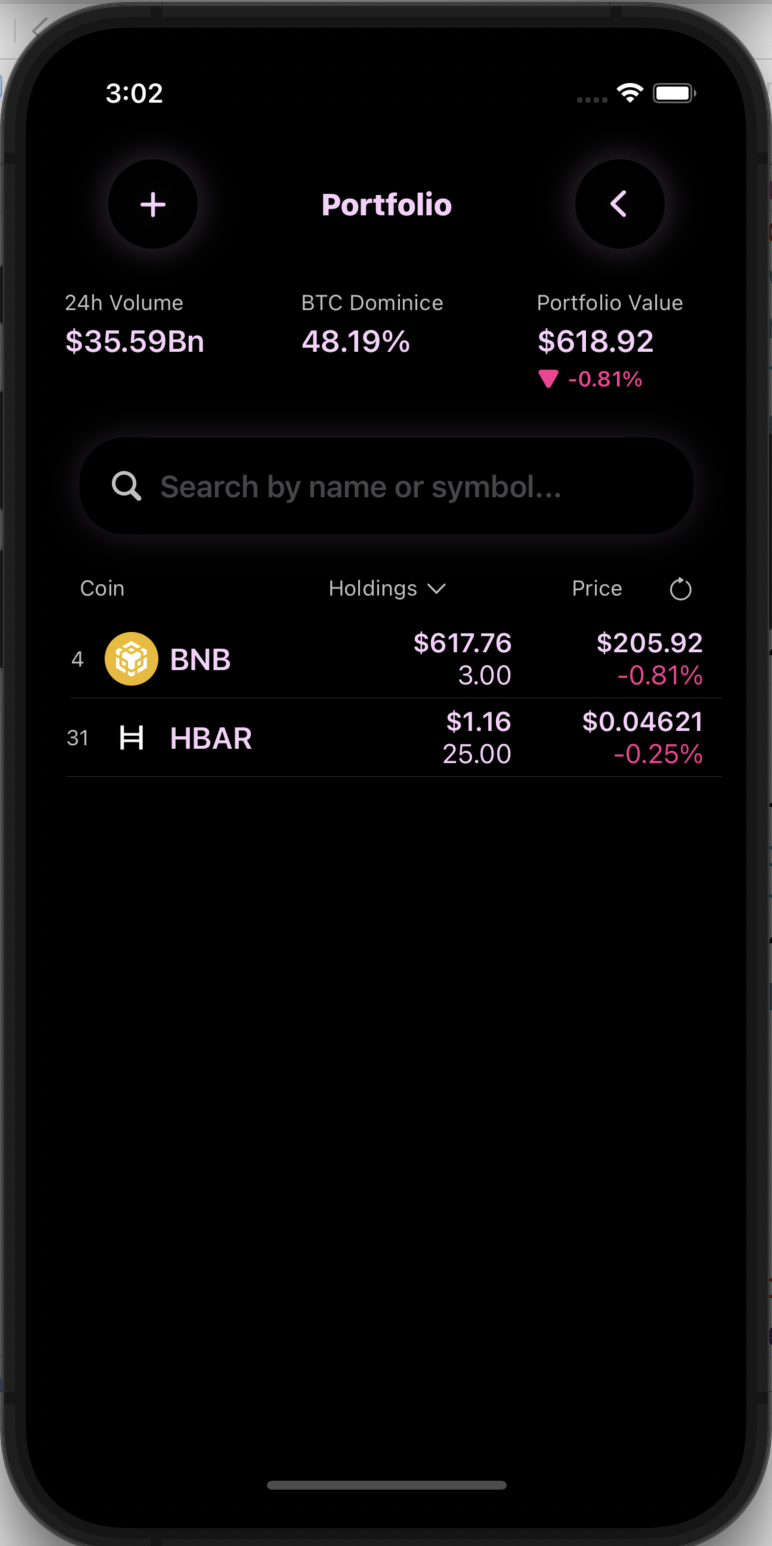 3:02
Portfolio
24h Volume BTC Dominice Portfolio Value
$35.59Bn 48.19% $618.92
-0.81%
Search by name or symbol...
Coin Holdings Price
4 BNB $617.76 $205.92
3.00 -0.81%
31 HBAR $1.16 $0.04621
25.00 -0.25%